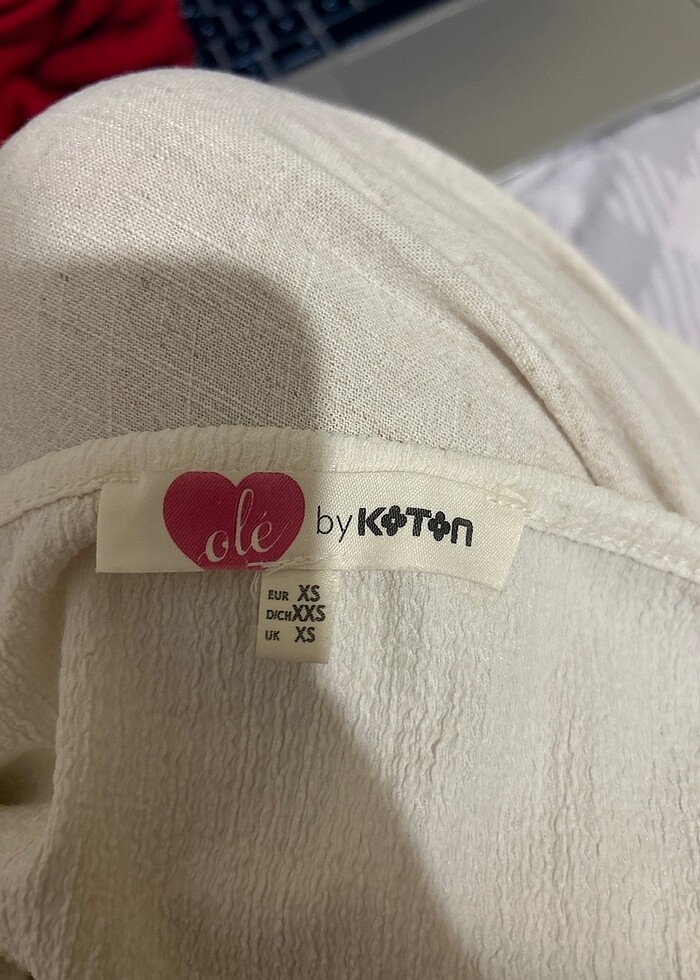 olé by KOTON
EUR XS
D/CH XXS
UK XS